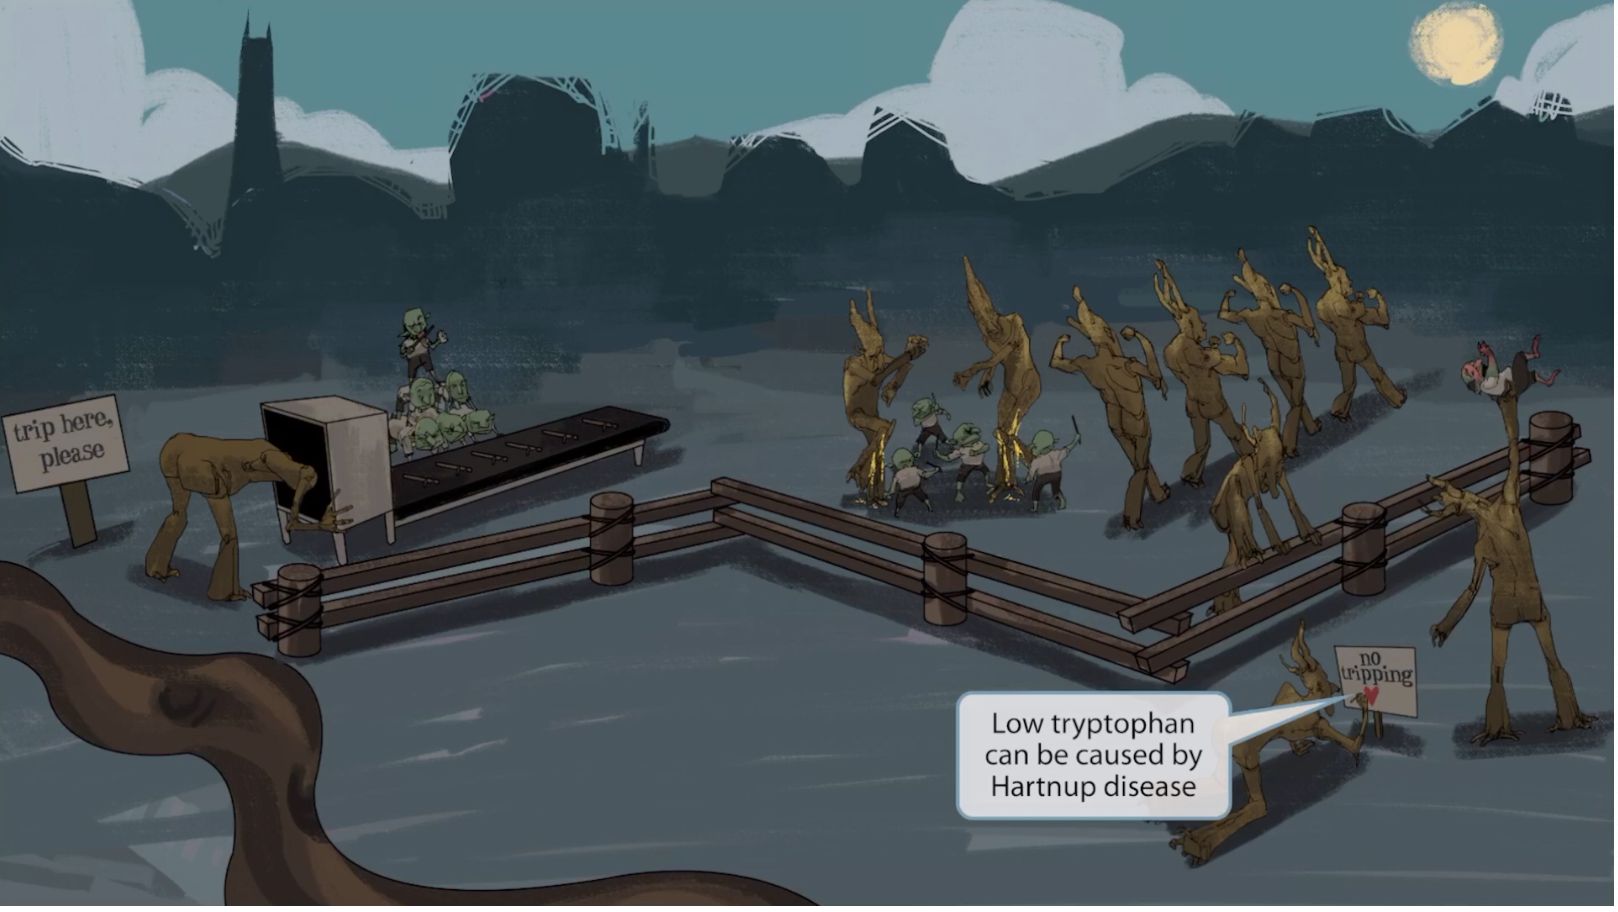 trip here,
please
no
tripping
Low tryptophan
can be caused by
Hartnup disease